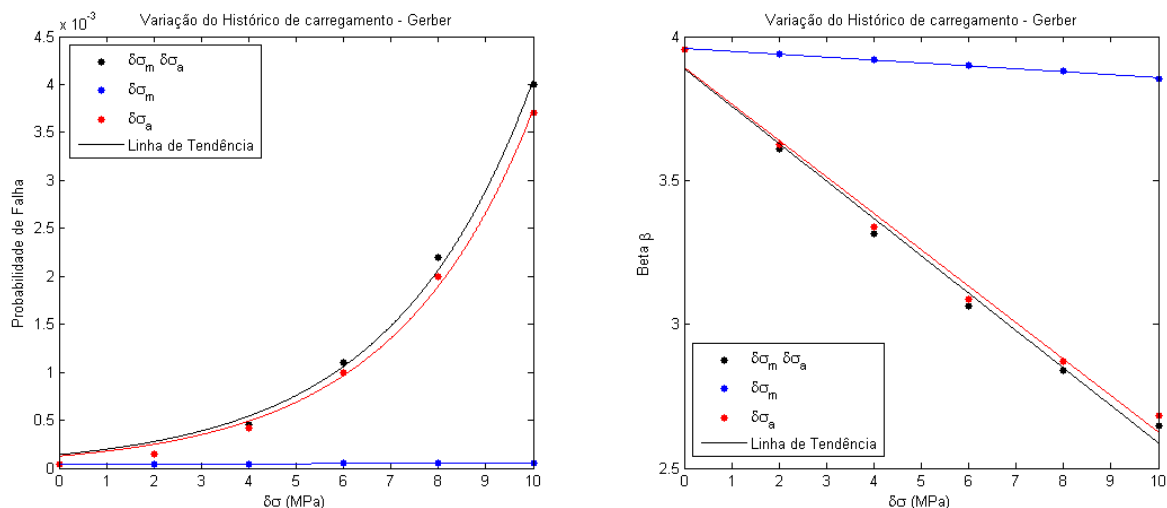 Variação do Histórico de carregamento - Gerber
x 10⁻³
4.5
4
3.5
3
2.5
2
1.5
1
0.5
0
Probabilidade de Falha
δσₘ δσₐ
δσₘ
δσₐ
Linha de Tendência
0 1 2 3 4 5 6 7 8 9 10
δσ (MPa)
Variação do Histórico de carregamento - Gerber
4
3.5
3
2.5
Beta β
δσₘ δσₐ
δσₘ
δσₐ
Linha de Tendência
0 1 2 3 4 5 6 7 8 9 10
δσ (MPa)